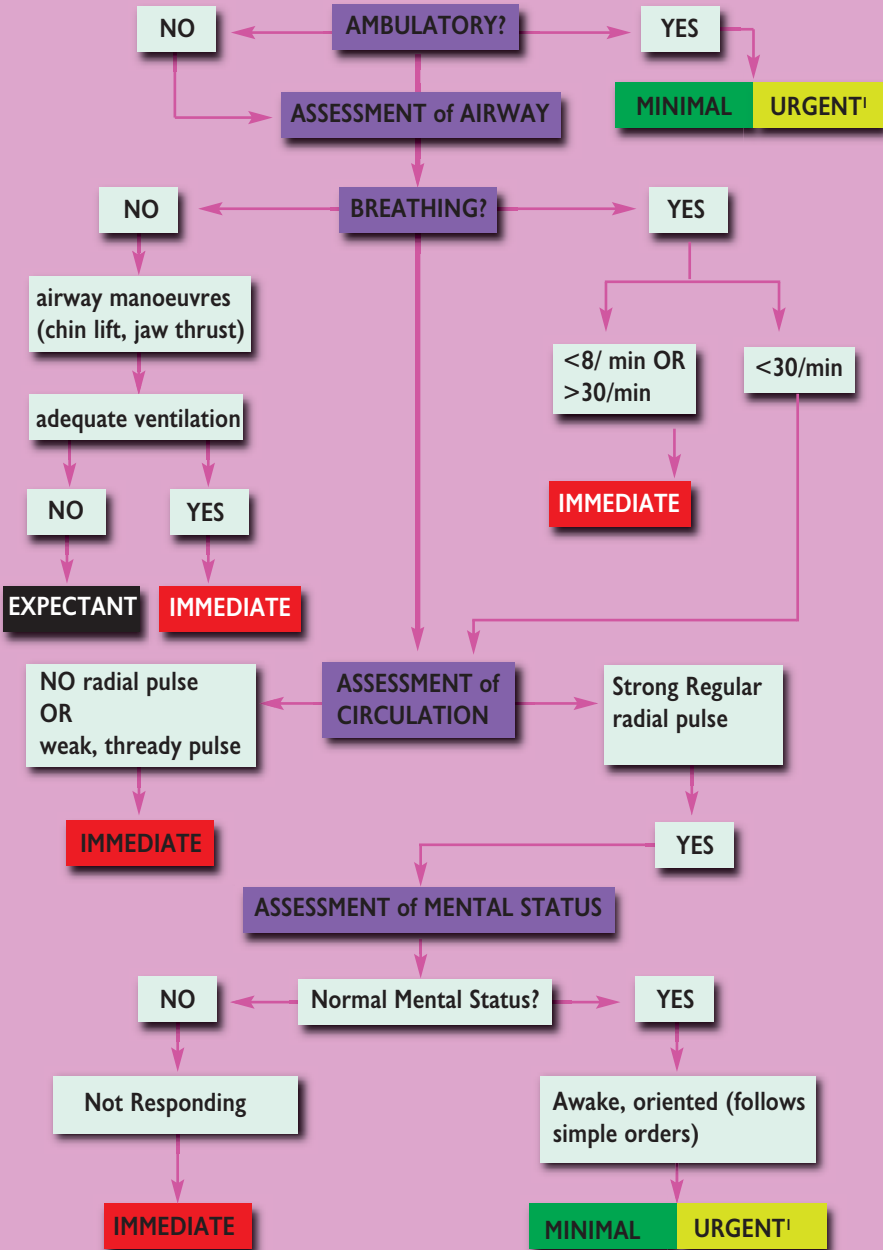 NO
AMBULATORY?
YES
MINIMAL
URGENT¹
ASSESSMENT of AIRWAY
NO
BREATHING?
YES
airway manoeuvres
(chin lift, jaw thrust)
<8/ min OR
>30/min
<30/min
adequate ventilation
NO
YES
IMMEDIATE
EXPECTANT
IMMEDIATE
NO radial pulse
OR
weak, thready pulse
ASSESSMENT of
CIRCULATION
Strong Regular
radial pulse
IMMEDIATE
YES
ASSESSMENT of MENTAL STATUS
NO
Normal Mental Status?
YES
Not Responding
Awake, oriented (follows
simple orders)
IMMEDIATE
MINIMAL
URGENT¹